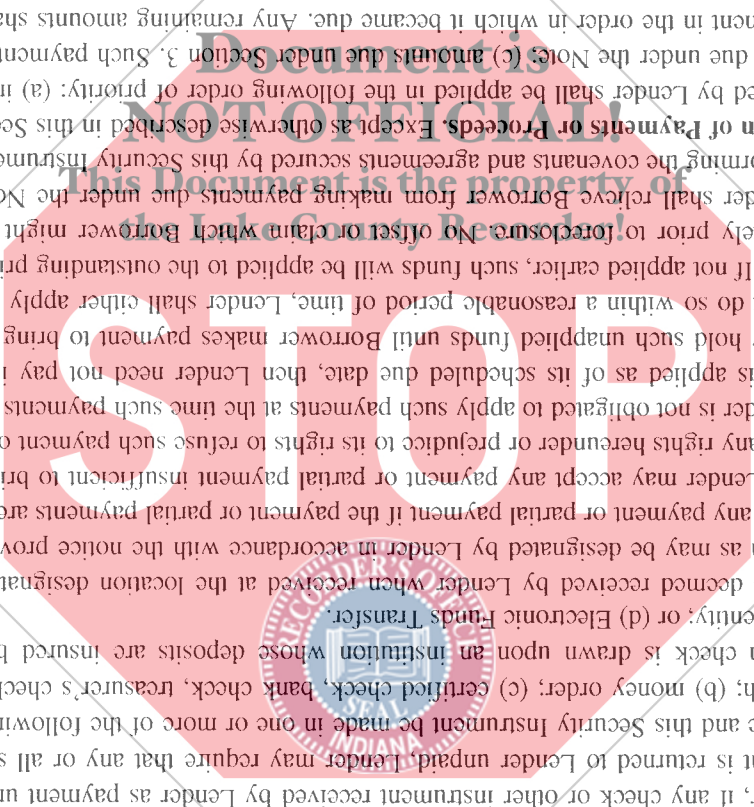 Document is
NOT OFFICIAL!
This Document is the property of
the Lake County Recorder!
STOP
RECORDER'S OFFICE
SEAL
INDIANA
if any check or other instrument received by Lender as payment un
is returned to Lender unpaid, Lender may require that any or all s
and this Security Instrument be made in one or more of the followin
h; (b) money order; (c) certified check, bank check, treasurer's check
check is drawn upon an institution whose deposits are insured b
entity; or (d) Electronic Funds Transfer.
deemed received by Lender when received at the location designat
as may be designated by Lender in accordance with the notice prov
any payment or partial payment if the payment or partial payments are
Lender may accept any payment or partial payment insufficient to bri
any rights hereunder or prejudice to its rights to refuse such payment o
der is not obligated to apply such payments at the time such payments
is applied as of its scheduled due date, then Lender need not pay i
hold such unapplied funds until Borrower makes payment to bring
do so within a reasonable period of time, Lender shall either apply
If not applied earlier, such funds will be applied to the outstanding pri
ely prior to foreclosure. No offset or claim which Borrower might
der shall relieve Borrower from making payments due under the No
orming the covenants and agreements secured by this Security Instrume
n of Payments or Proceeds. Except as otherwise described in this Sec
ed by Lender shall be applied in the following order of priority: (a) in
due under the Note; (c) amounts due under Section 3. Such payment
ment in the order in which it became due. Any remaining amounts sha